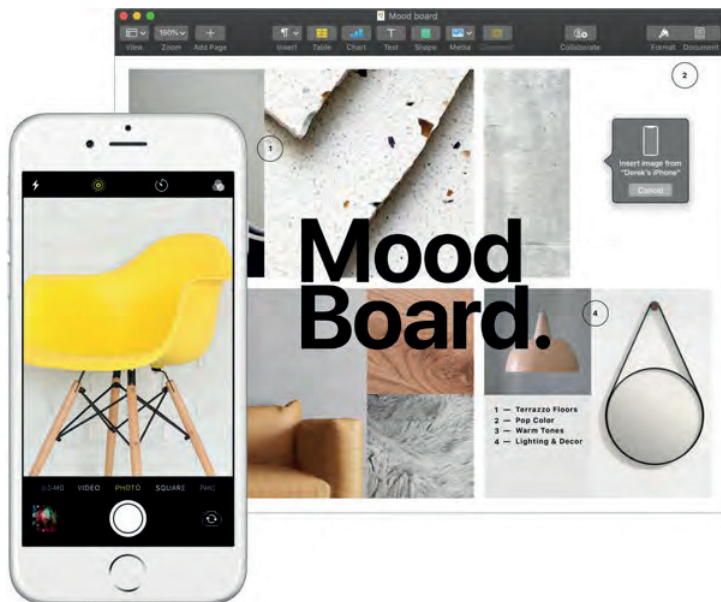 Mood board
View
Zoom
Add Page
Insert
Table
Chart
Text
Shape
Media
Comment
Collaborate
Format
Document
190%
1
2
Insert image from
"Derek's iPhone"
Cancel
Mood
Board.
4
1 — Terrazzo Floors
2 — Pop Color
3 — Warm Tones
4 — Lighting & Decor
VIDEO
PHOTO
SQUARE